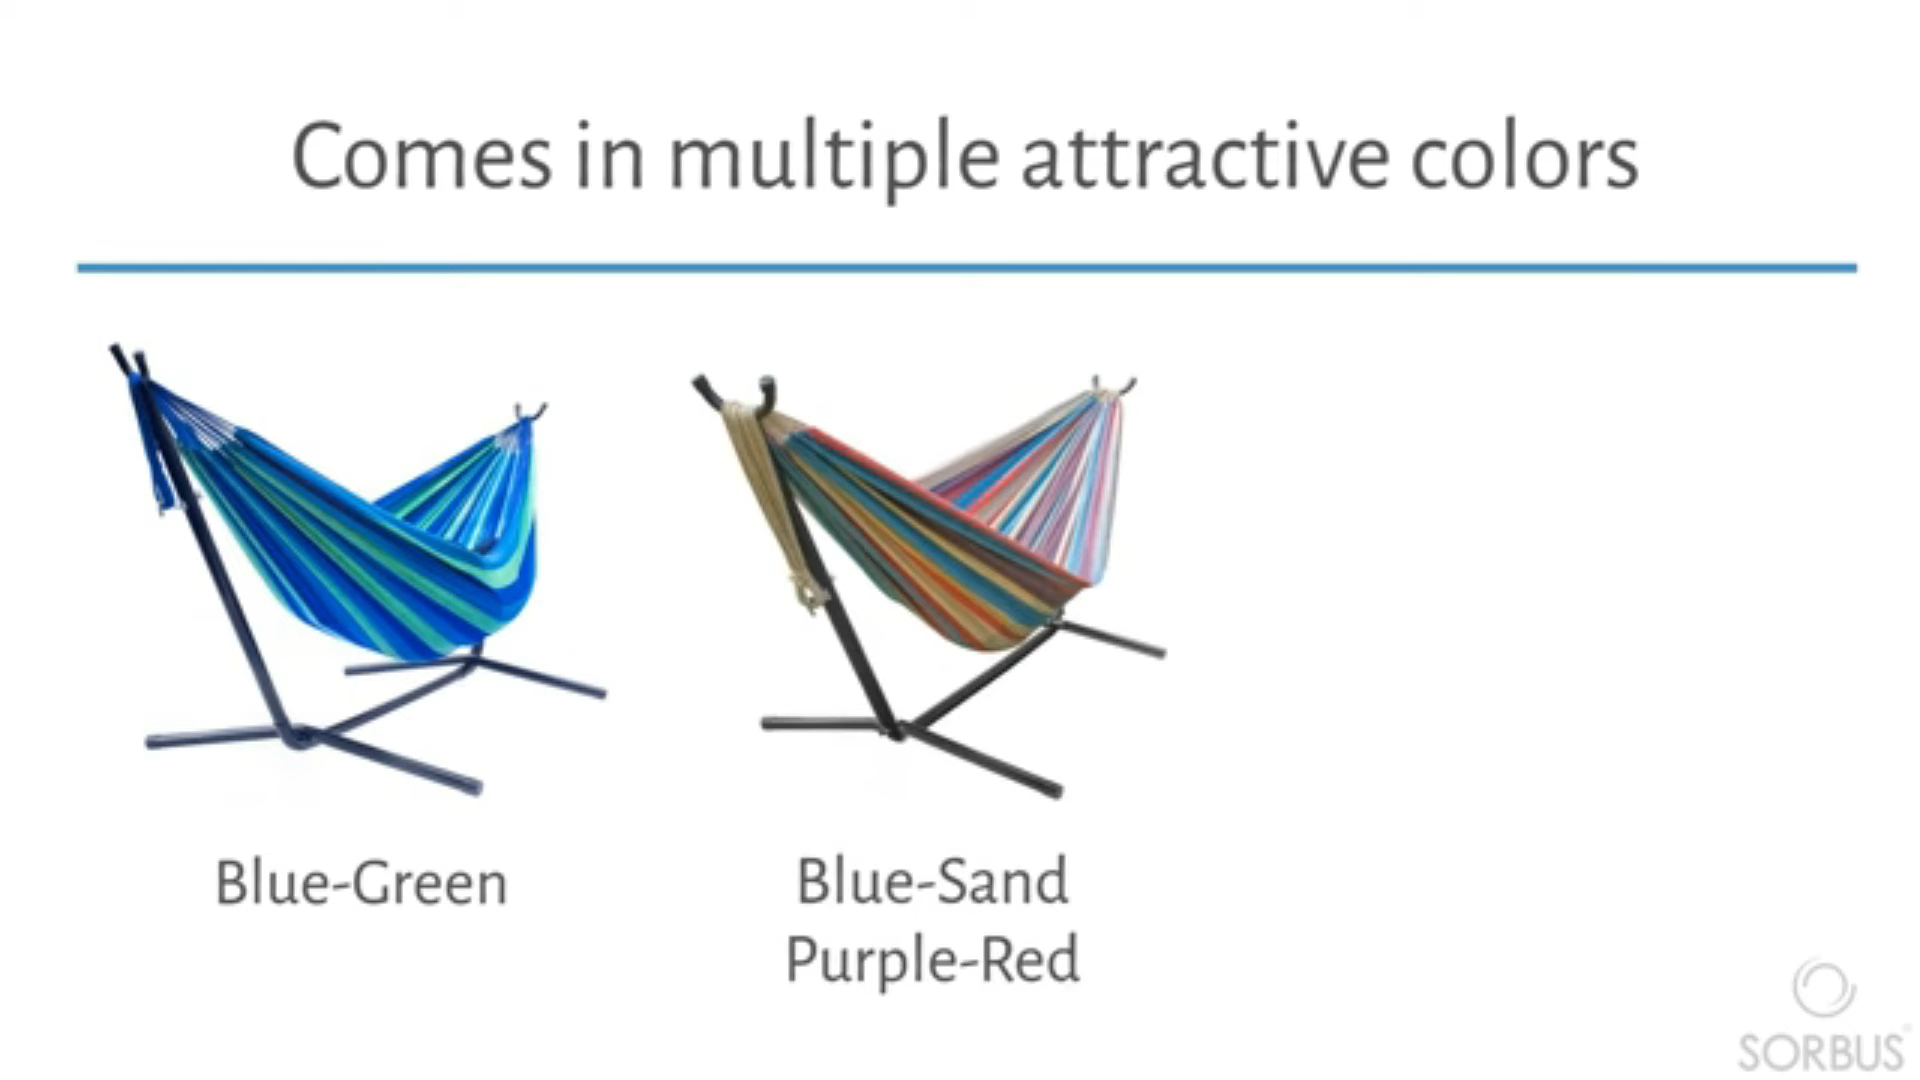 Comes in multiple attractive colors
Blue-Green
Blue-Sand
Purple-Red
SORBUS